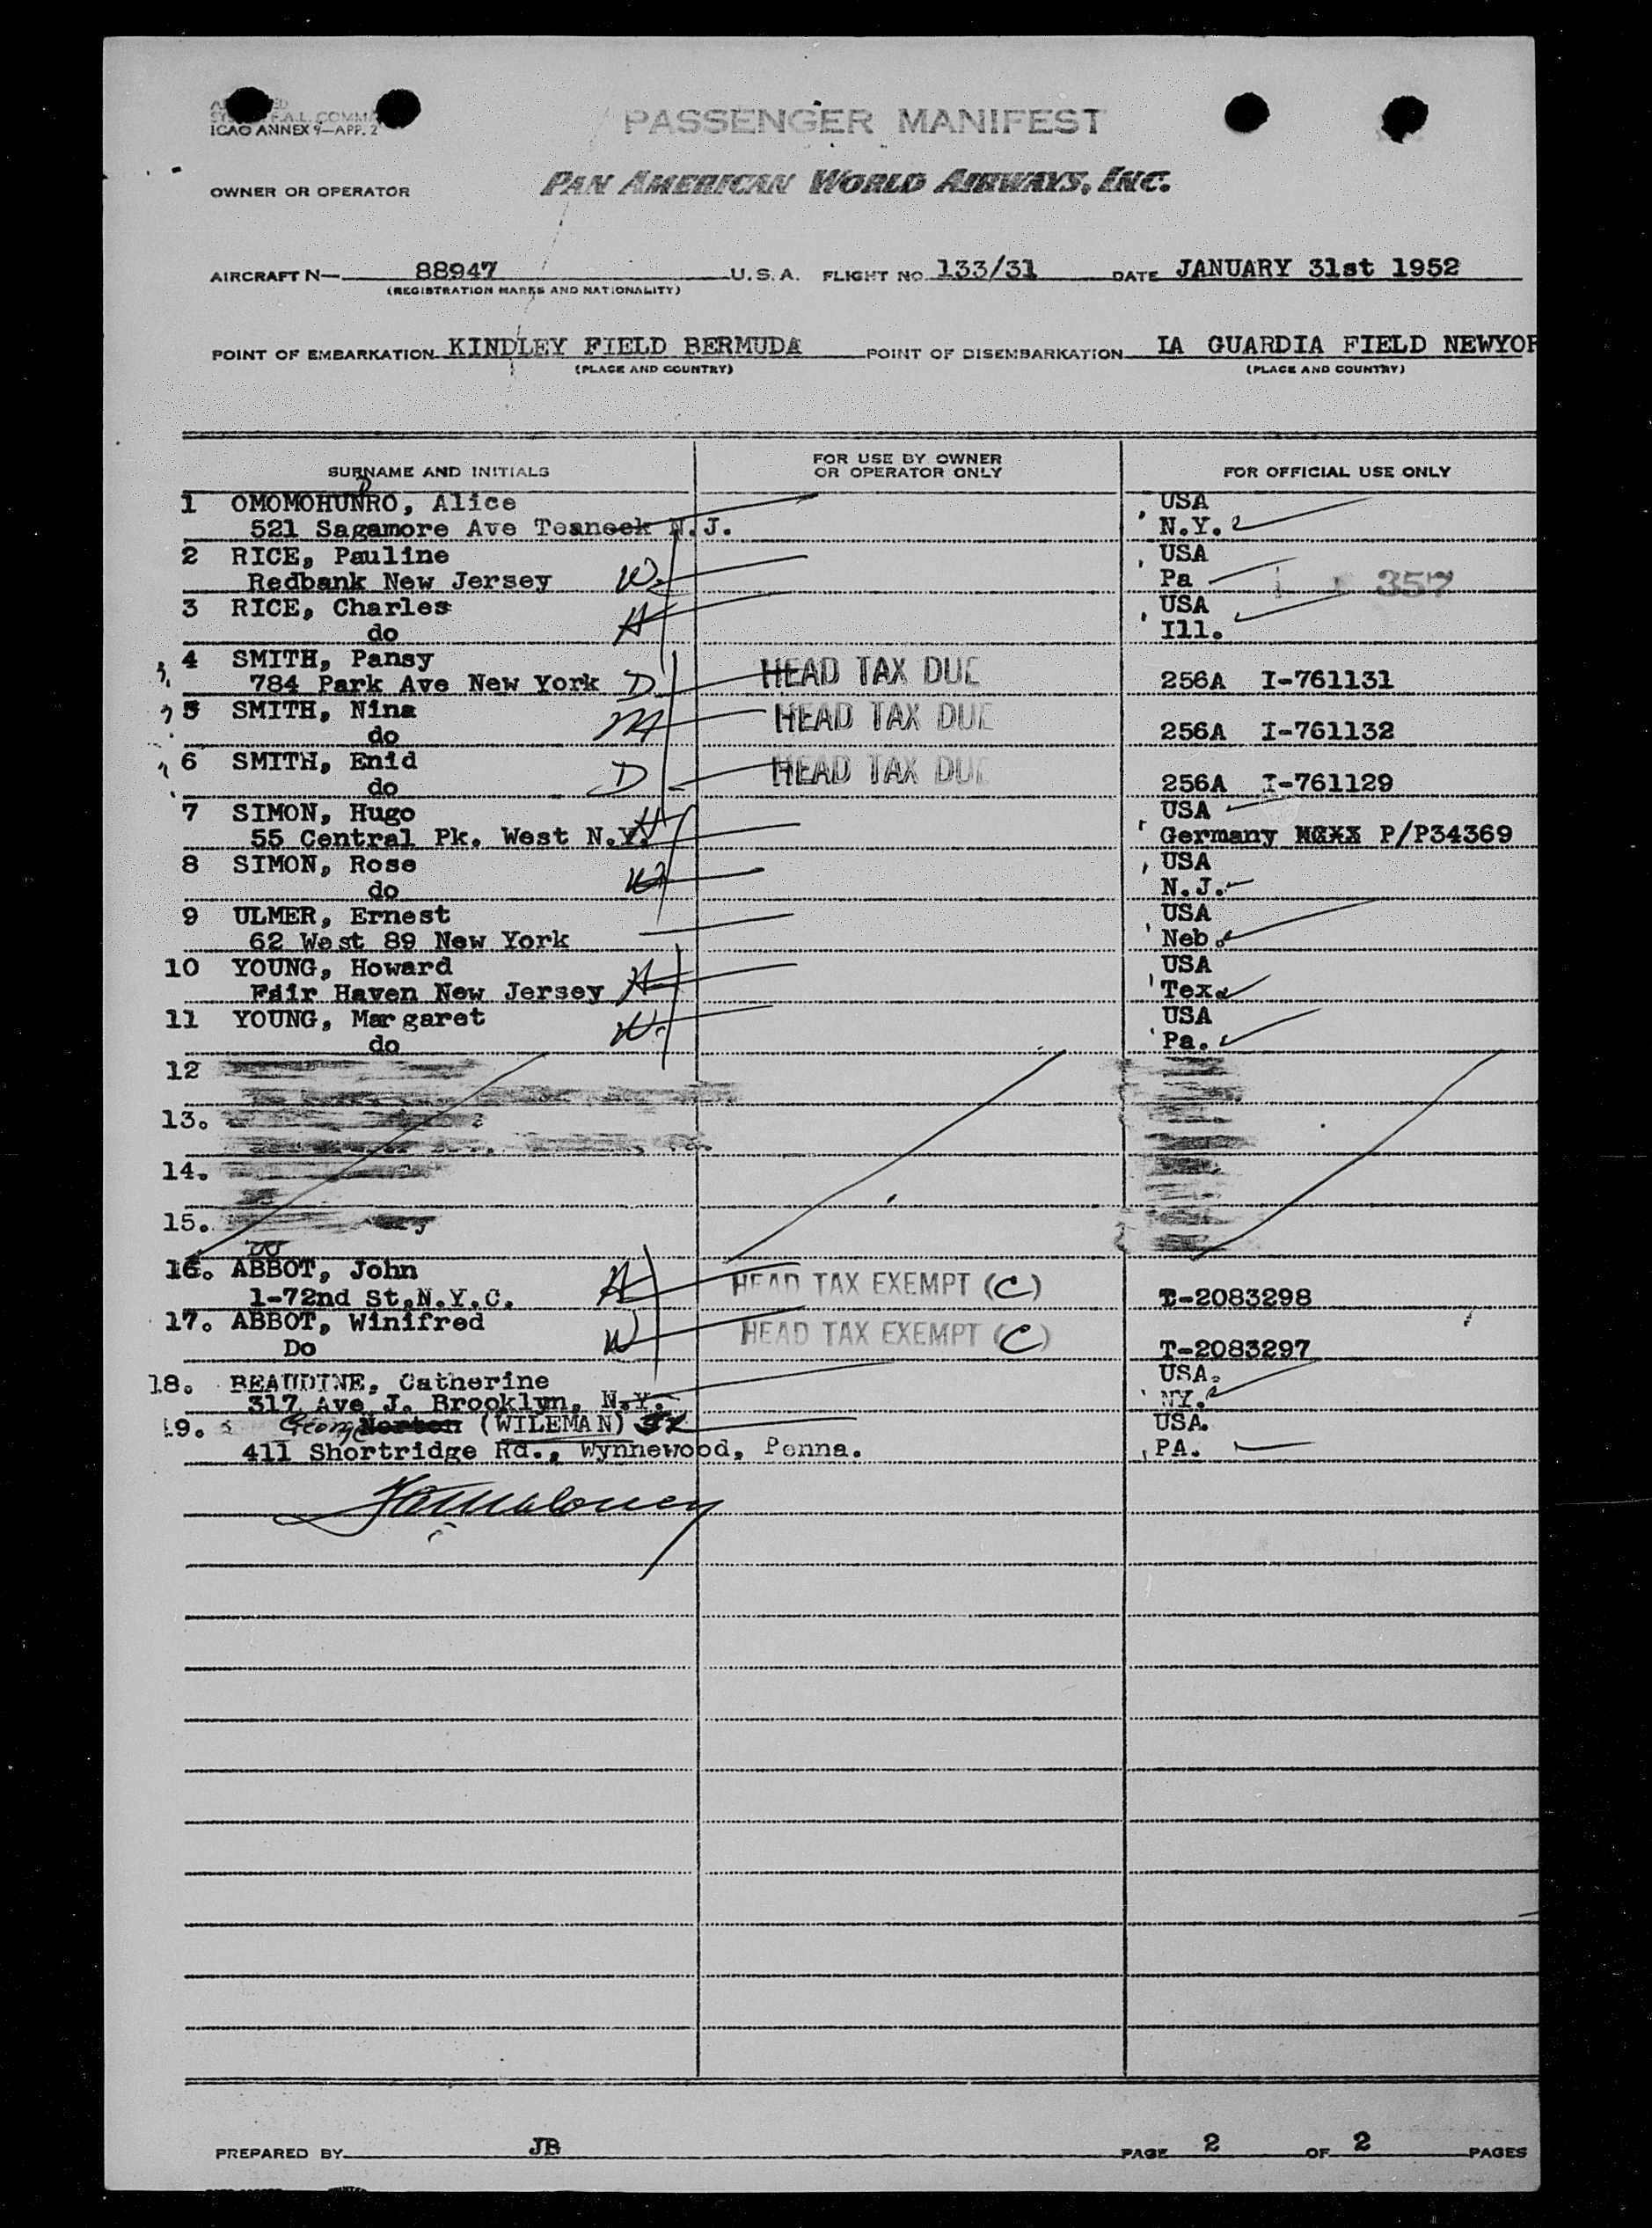 ICAO ANNEX 9—APP. 2
PASSENGER MANIFEST
OWNER OR OPERATOR PAN AMERICAN WORLD AIRWAYS, INC.
AIRCRAFT N— 88947 U.S.A. FLIGHT NO 133/31 DATE JANUARY 31st 1952
(REGISTRATION MARKS AND NATIONALITY)
POINT OF EMBARKATION KINDLEY FIELD BERMUDA POINT OF DISEMBARKATION LA GUARDIA FIELD NEWYOR
(PLACE AND COUNTRY) (PLACE AND COUNTRY)
SURNAME AND INITIALS FOR USE BY OWNER OR OPERATOR ONLY FOR OFFICIAL USE ONLY
1 OMOMOHUNRO, Alice USA
521 Sagamore Ave Teaneck N.J. N.Y.
2 RICE, Pauline USA
Redbank New Jersey W. Pa 357
3 RICE, Charles USA
do H Ill.
4 SMITH, Pansy HEAD TAX DUE
784 Park Ave New York D 256A I-761131
5 SMITH, Nina HEAD TAX DUE
do M 256A I-761132
6 SMITH, Enid HEAD TAX DUE
do D 256A I-761129
7 SIMON, Hugo H USA
55 Central Pk. West N.Y. Germany P/P34369
8 SIMON, Rose W USA
do N.J.
9 ULMER, Ernest USA
62 West 89 New York Neb.
10 YOUNG, Howard H USA
Fair Haven New Jersey Tex.
11 YOUNG, Margaret W. USA
do Pa.
12
13.
14.
15.
16. ABBOT, John H HEAD TAX EXEMPT (C)
1-72nd St.N.Y.C. T-2083298
17. ABBOT, Winifred W HEAD TAX EXEMPT (C)
Do T-2083297
18. BEAUDINE, Catherine USA.
317 Ave J. Brooklyn, N.Y. NY.
19. George Norton (WILEMAN) USA.
411 Shortridge Rd., Wynnewood, Penna. PA.
PREPARED BY JB PAGE 2 OF 2 PAGES